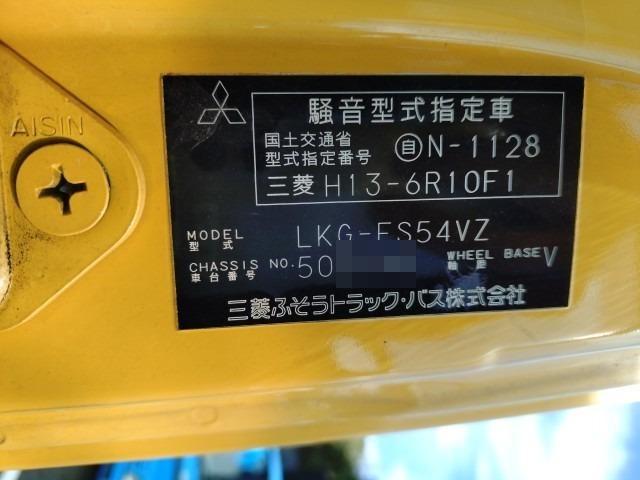 AISIN
騒音型式指定車
国土交通省
型式指定番号 自N-1128
三菱 H13-6R10F1
MODEL
型式 LKG-FS54VZ
CHASSIS NO. 50 WHEEL BASE V
車台番号 軸距
三菱ふそうトラック・バス株式会社